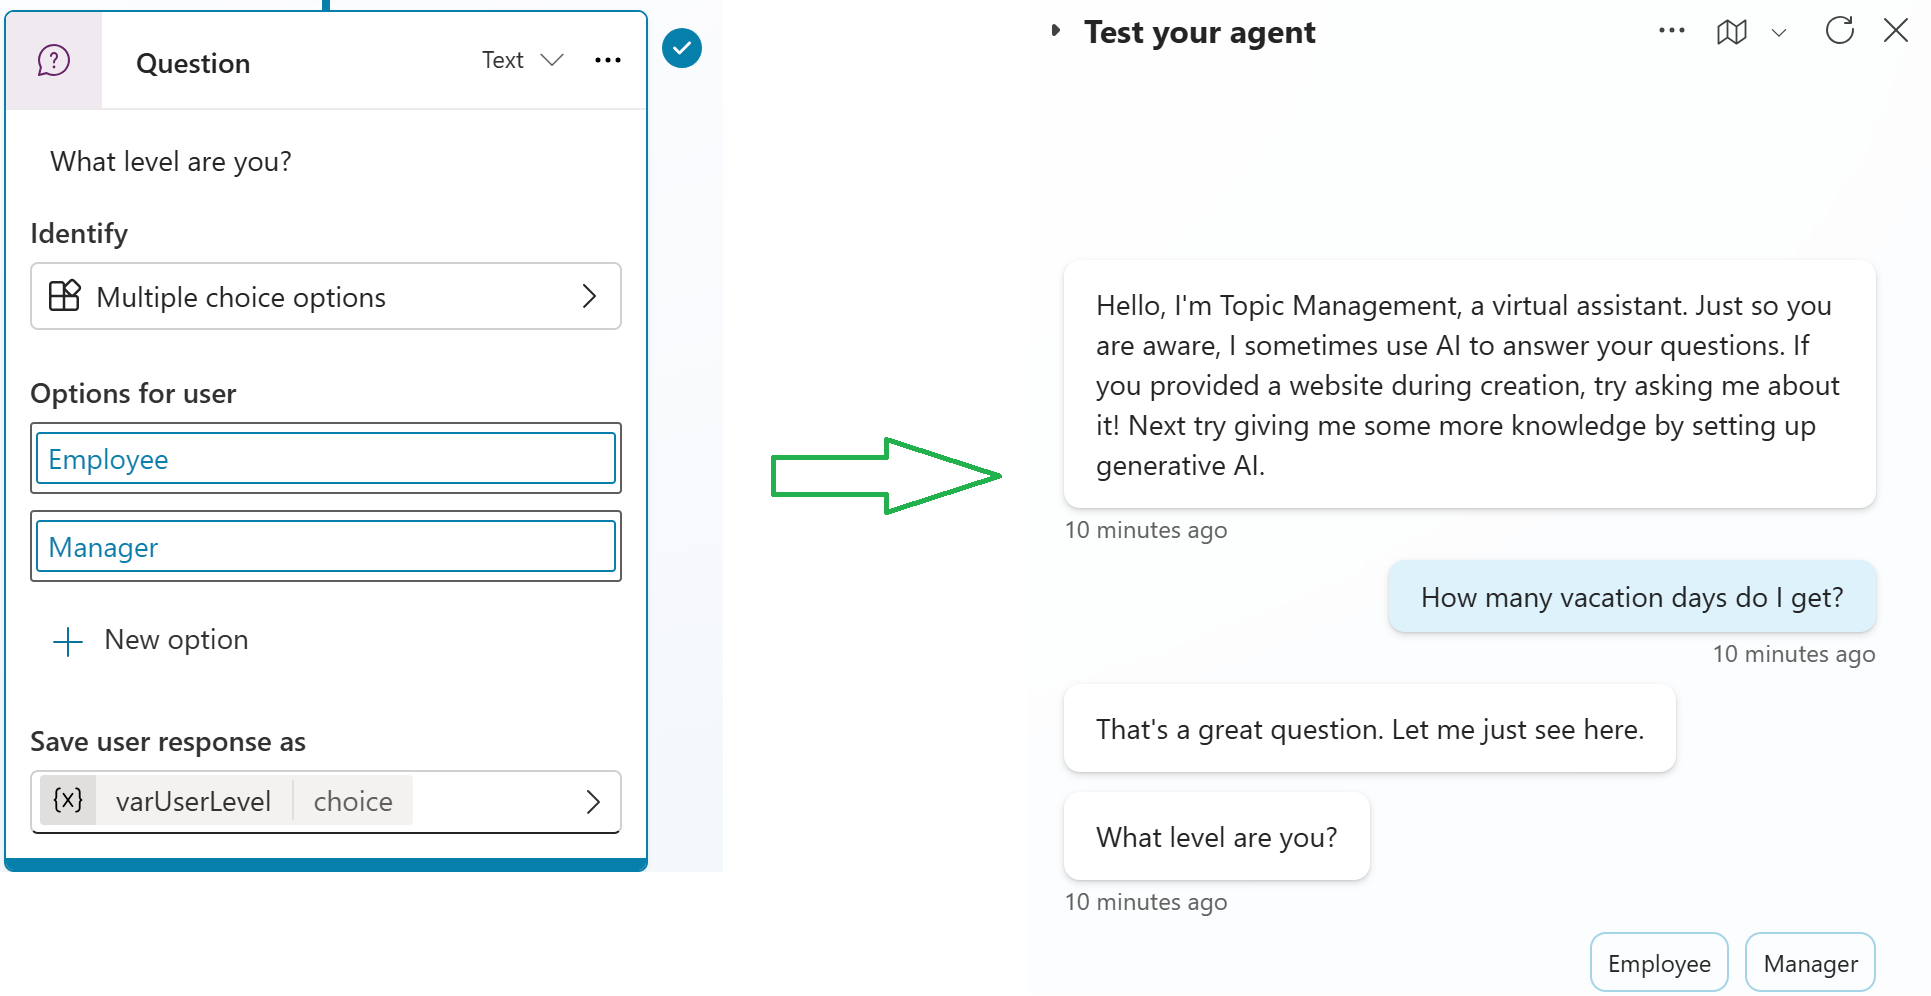 Question
Text
What level are you?
Identify
Multiple choice options
Options for user
Employee
Manager
New option
Save user response as
{x} varUserLevel choice
Test your agent
Hello, I'm Topic Management, a virtual assistant. Just so you
are aware, I sometimes use AI to answer your questions. If
you provided a website during creation, try asking me about
it! Next try giving me some more knowledge by setting up
generative AI.
10 minutes ago
How many vacation days do I get?
10 minutes ago
That's a great question. Let me just see here.
What level are you?
10 minutes ago
Employee Manager